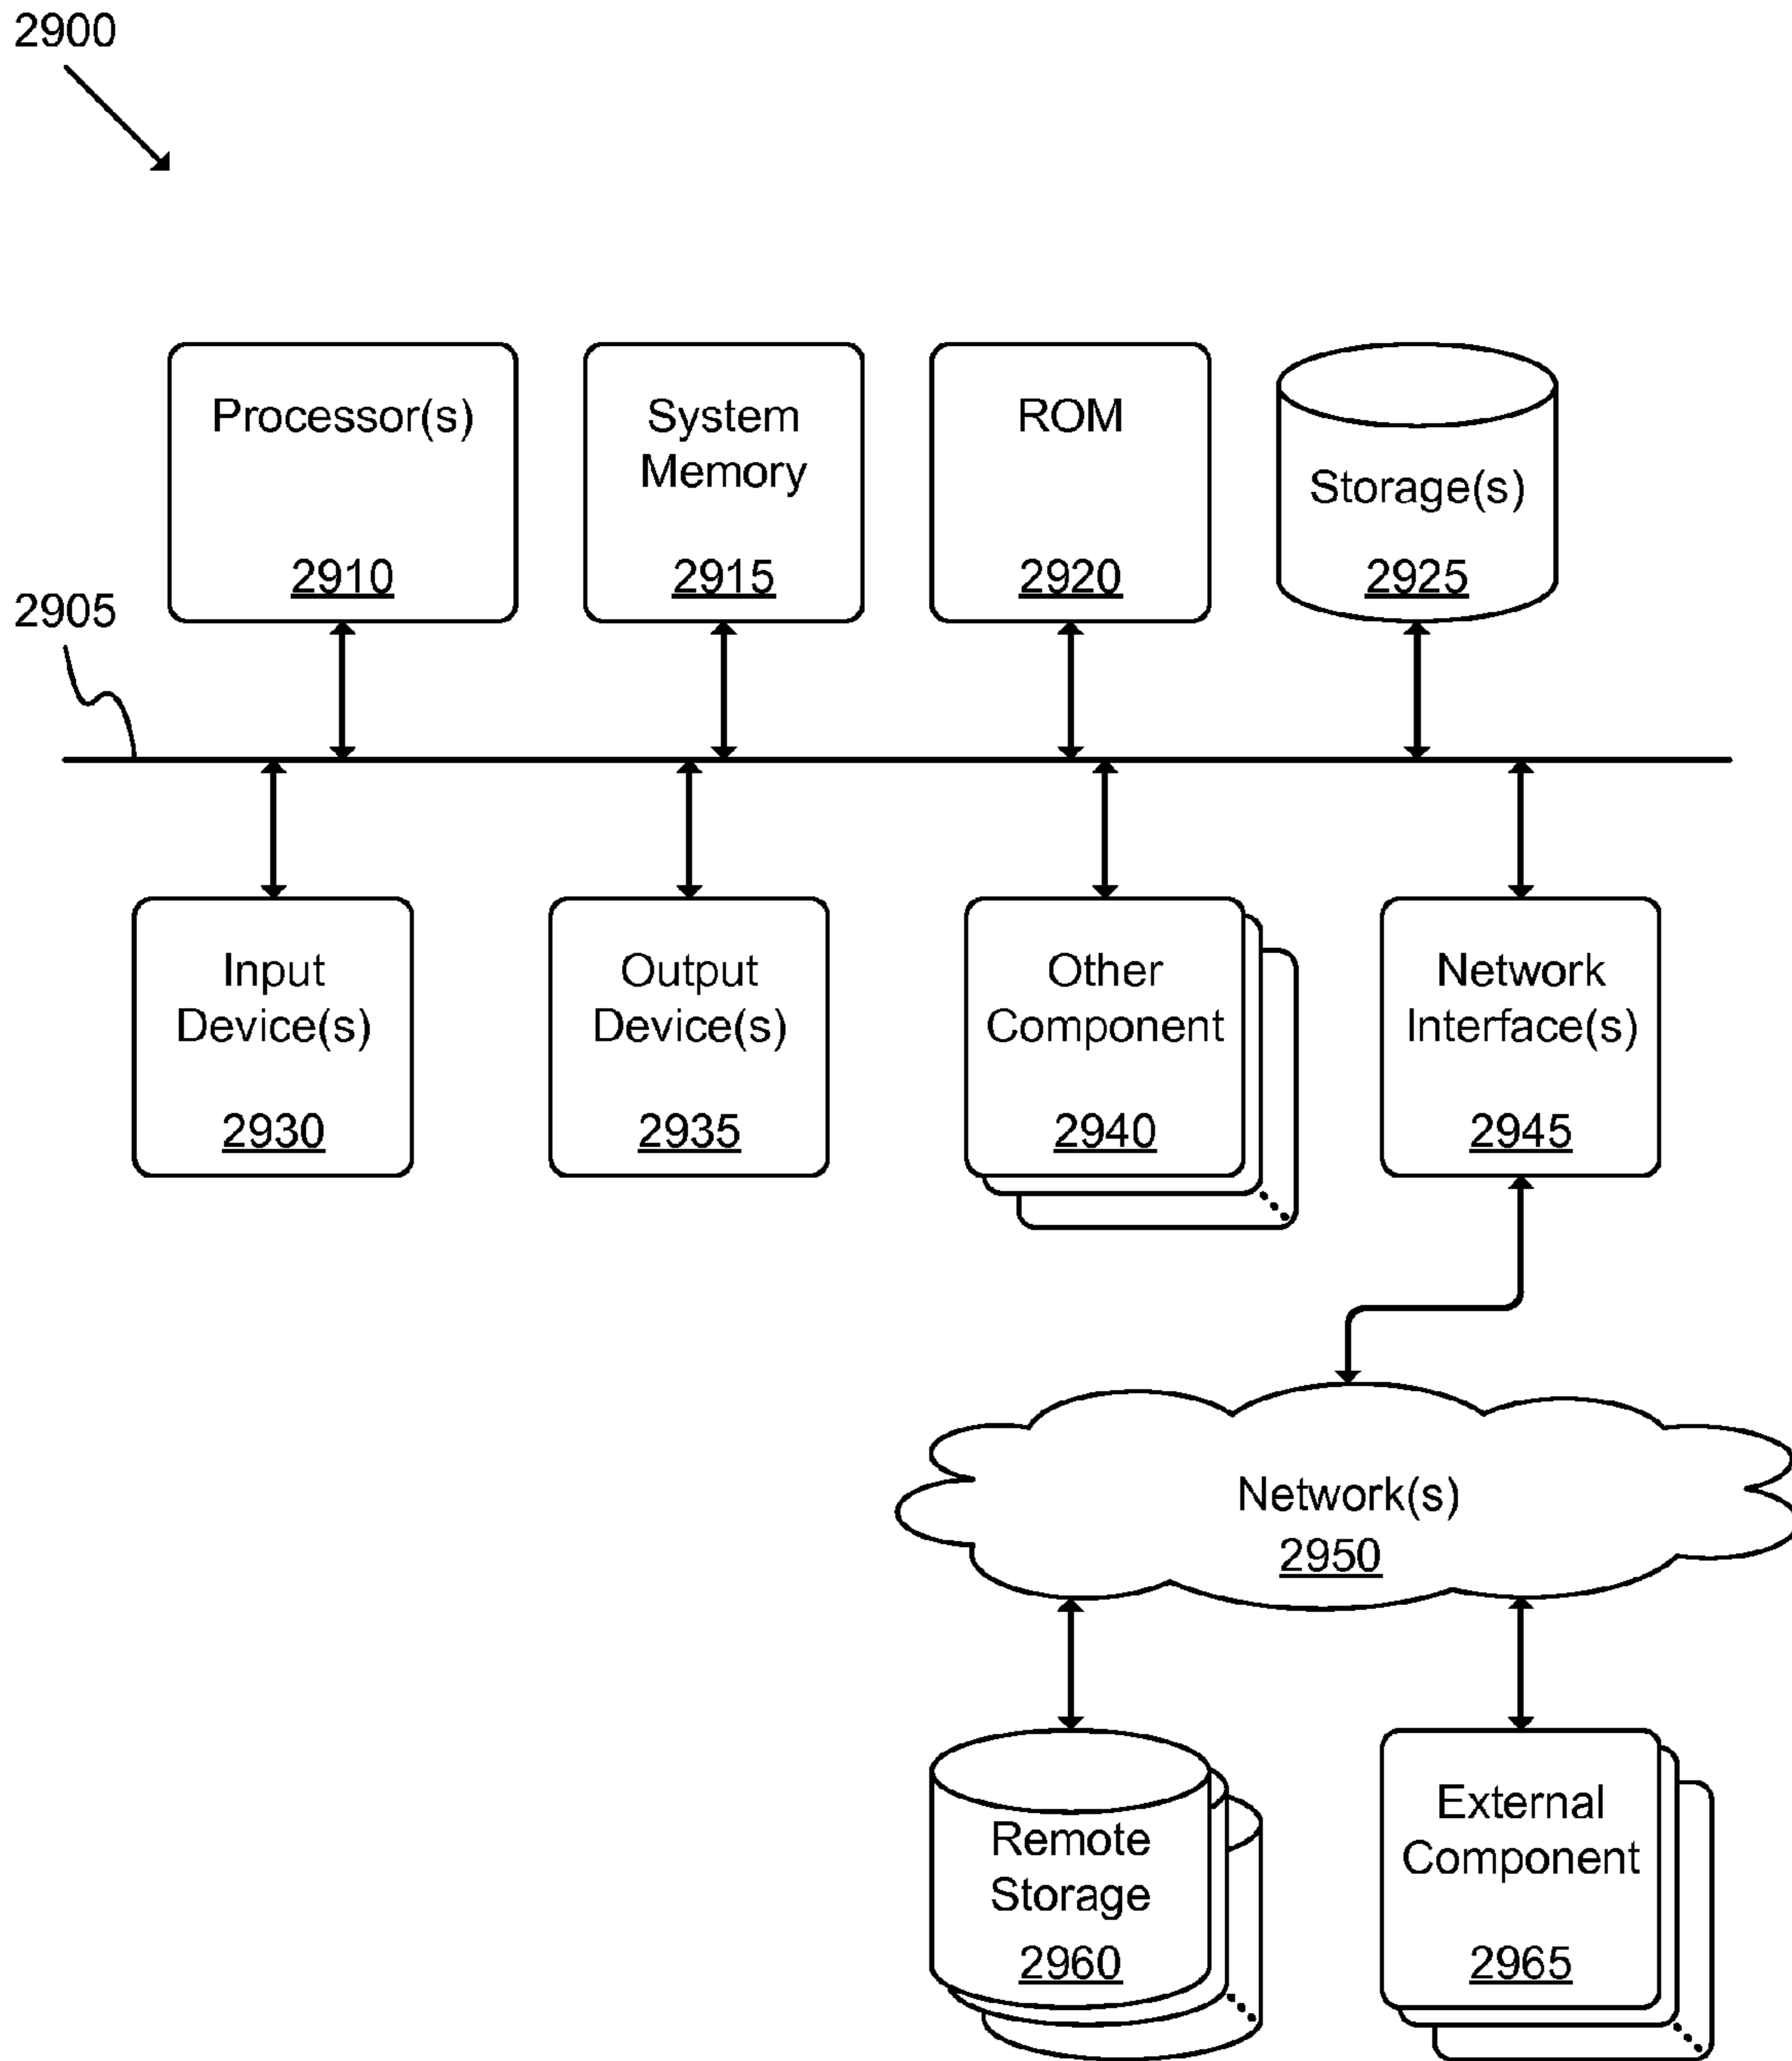 2900
Processor(s)
2910
System
Memory
2915
ROM
2920
Storage(s)
2925
2905
Input
Device(s)
2930
Output
Device(s)
2935
Other
Component
2940
Network
Interface(s)
2945
Network(s)
2950
Remote
Storage
2960
External
Component
2965